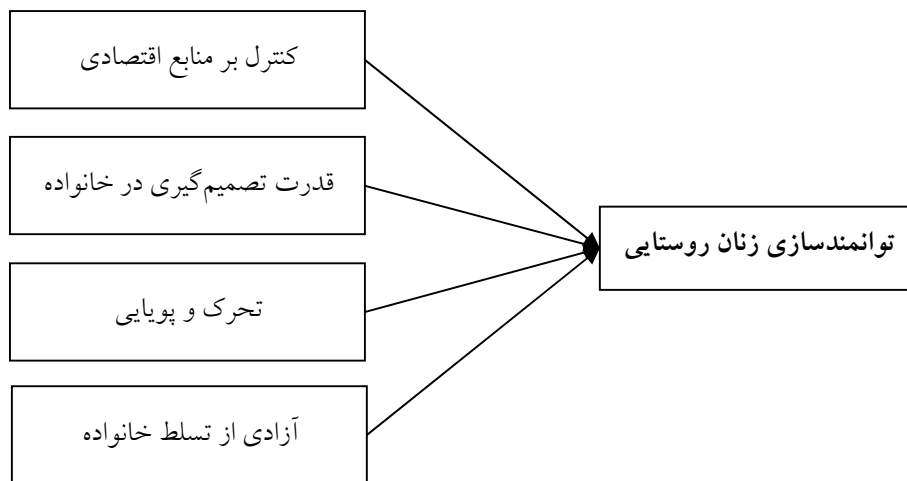 کنترل بر منابع اقتصادی
قدرت تصمیم‌گیری در خانواده
توانمندسازی زنان روستایی
تحرک و پویایی
آزادی از تسلط خانواده